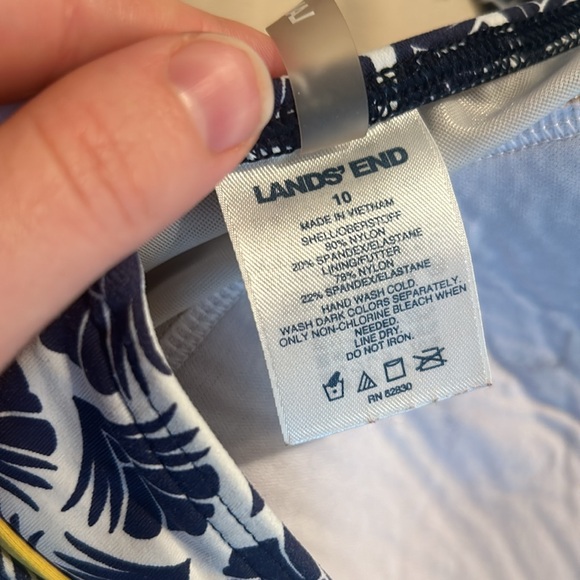 LANDS' END
10
MADE IN VIETNAM
SHELL/OBERSTOFF
80% NYLON
20% SPANDEX/ELASTANE
LINING/FUTTER
78% NYLON
22% SPANDEX/ELASTANE
HAND WASH COLD.
WASH DARK COLORS SEPARATELY.
ONLY NON-CHLORINE BLEACH WHEN
NEEDED.
LINE DRY.
DO NOT IRON.
RN 62830